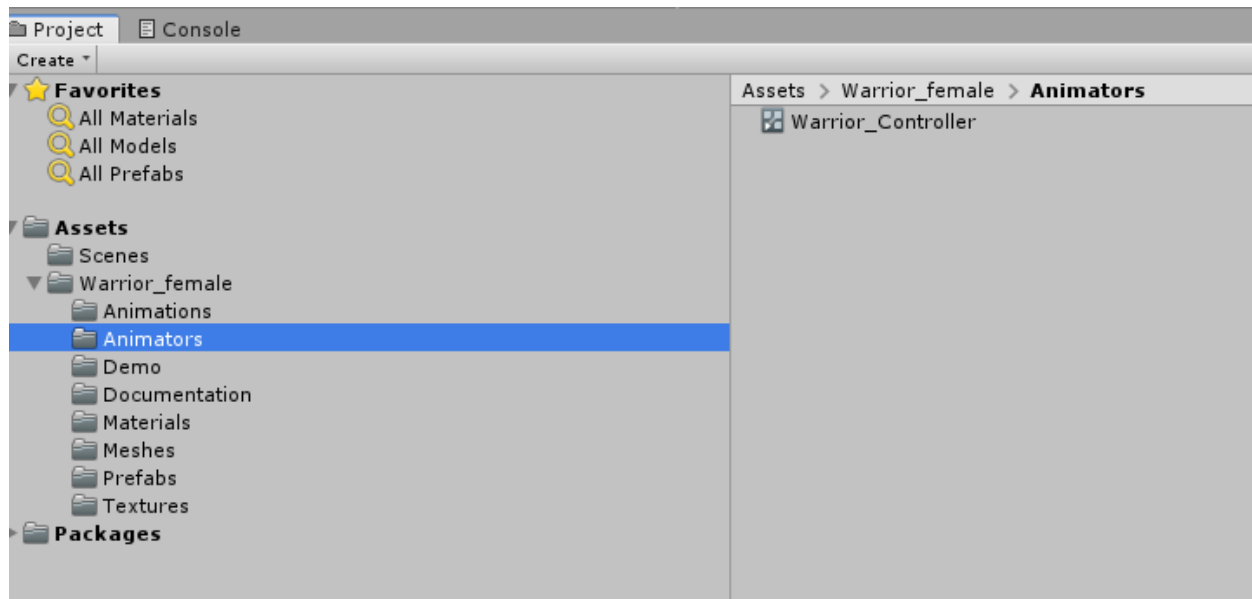 Project Console
Create
Favorites
All Materials
All Models
All Prefabs
Assets
Scenes
Warrior_female
Animations
Animators
Demo
Documentation
Materials
Meshes
Prefabs
Textures
Packages
Assets > Warrior_female > Animators
Warrior_Controller